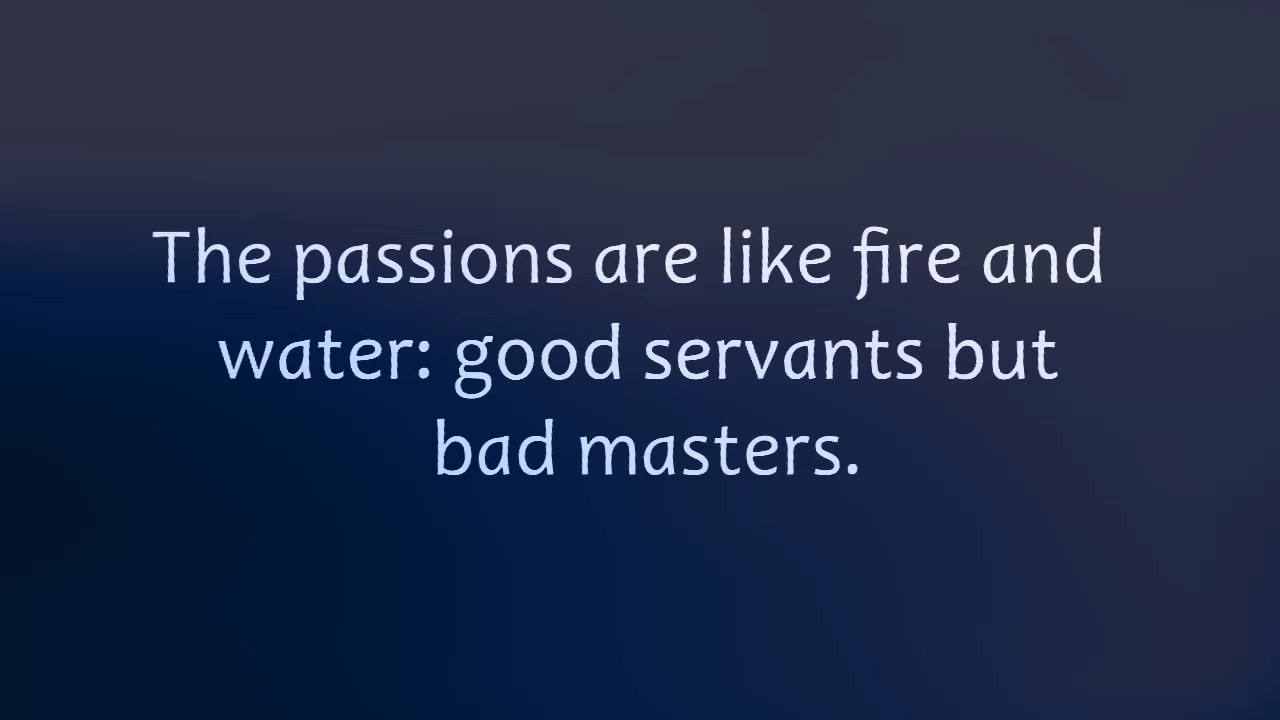 The passions are like fire and
water: good servants but
bad masters.